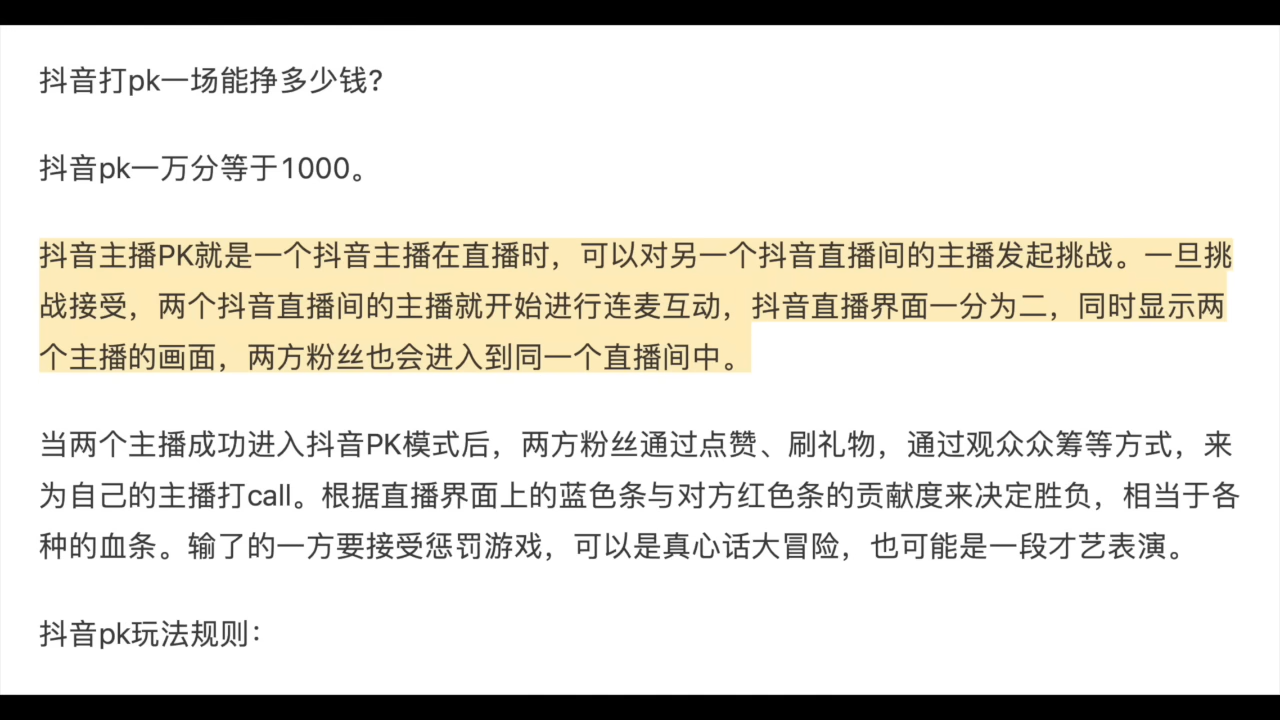 抖音打pk一场能挣多少钱?
抖音pk一万分等于1000。
抖音主播PK就是一个抖音主播在直播时，可以对另一个抖音直播间的主播发起挑战。一旦挑
战接受，两个抖音直播间的主播就开始进行连麦互动，抖音直播界面一分为二，同时显示两
个主播的画面，两方粉丝也会进入到同一个直播间中。
当两个主播成功进入抖音PK模式后，两方粉丝通过点赞、刷礼物，通过观众众筹等方式，来
为自己的主播打call。根据直播界面上的蓝色条与对方红色条的贡献度来决定胜负，相当于各
种的血条。输了的一方要接受惩罚游戏，可以是真心话大冒险，也可能是一段才艺表演。
抖音pk玩法规则：